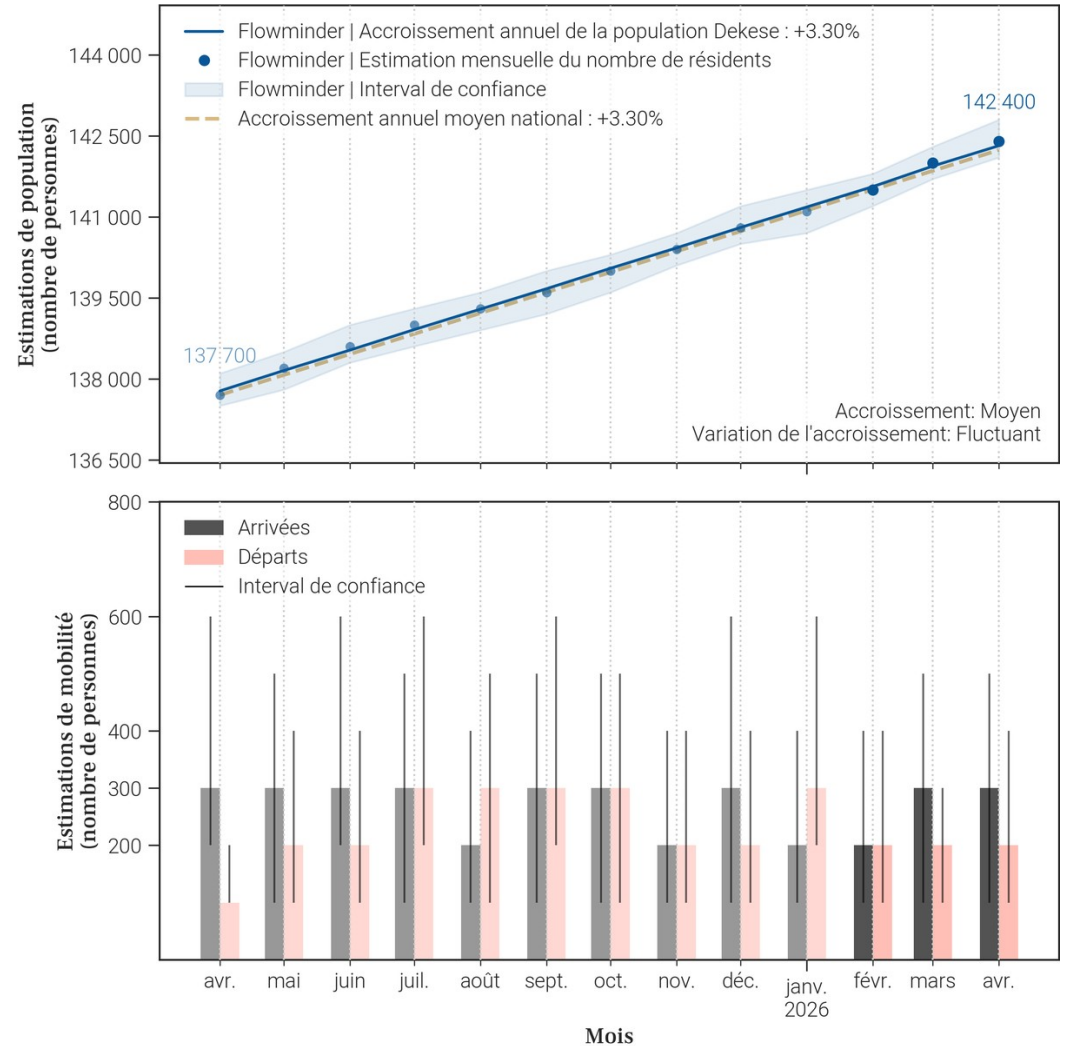 Flowminder | Accroissement annuel de la population Dekese : +3.30%
Flowminder | Estimation mensuelle du nombre de résidents
Flowminder | Interval de confiance
Accroissement annuel moyen national : +3.30%
144 000
142 500
141 000
139 500
138 000
136 500
Estimations de population
(nombre de personnes)
137 700
142 400
Accroissement: Moyen
Variation de l'accroissement: Fluctuant
800
600
400
300
200
Estimations de mobilité
(nombre de personnes)
Arrivées
Départs
Interval de confiance
avr. mai juin juil. août sept. oct. nov. déc. janv. févr. mars avr.
2026
Mois